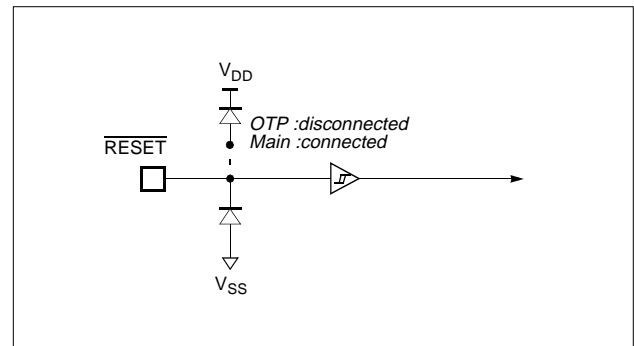 VDD
OTP :disconnected
Main :connected
RESET
VSS